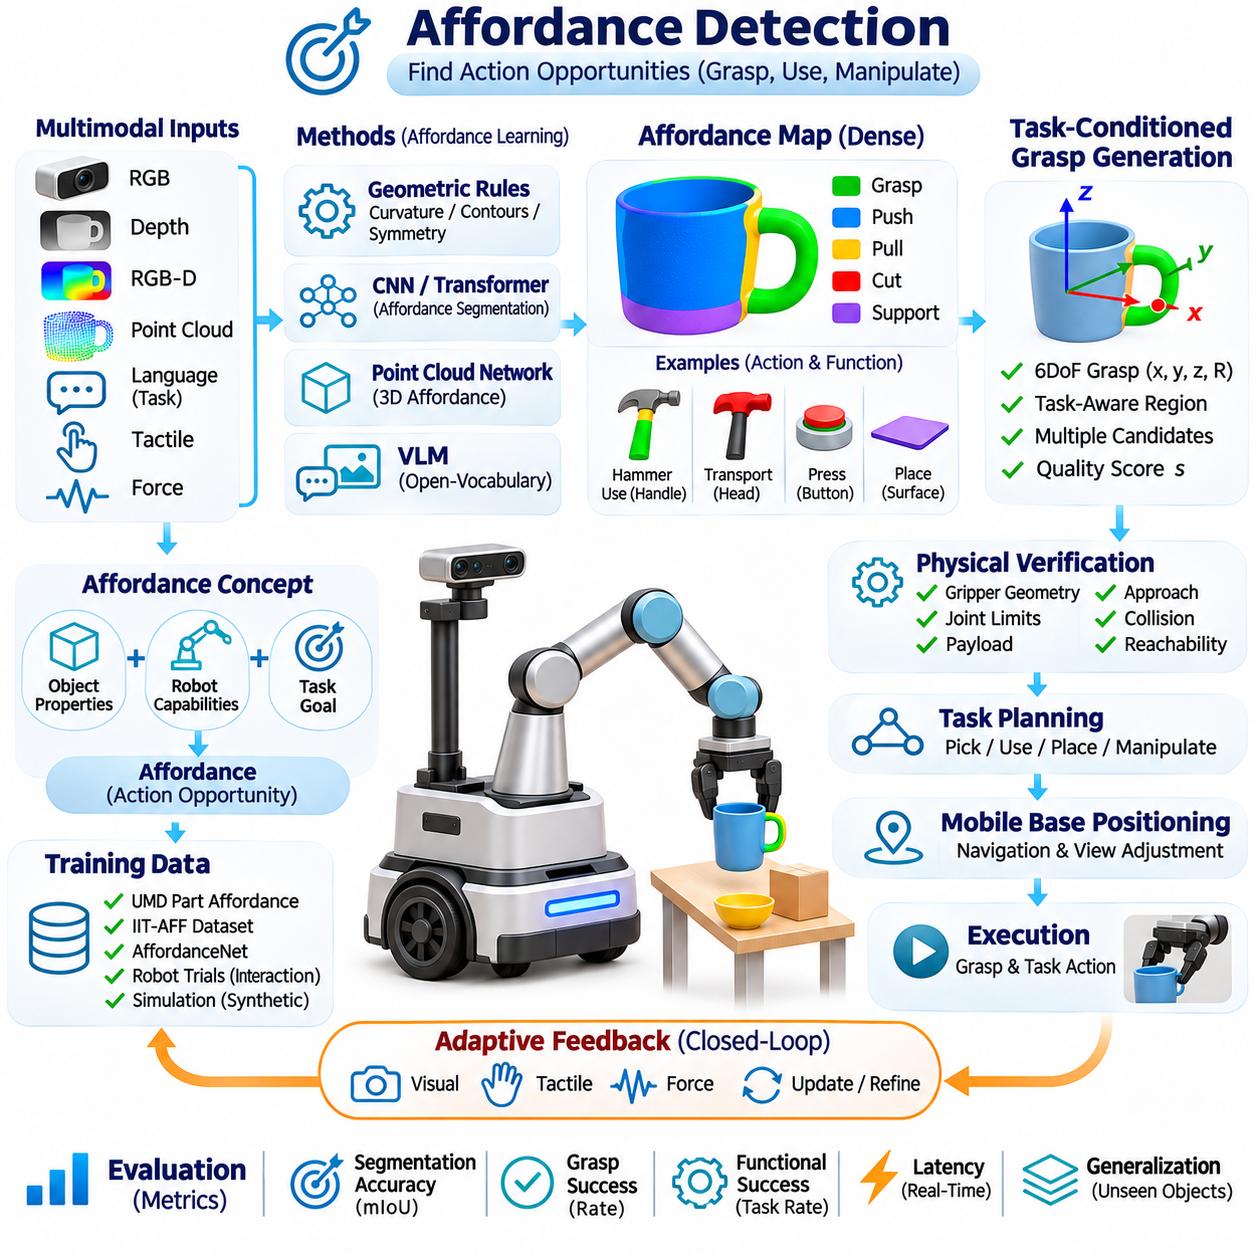 Affordance Detection
Find Action Opportunities (Grasp, Use, Manipulate)
Multimodal Inputs
RGB
Depth
RGB-D
Point Cloud
Language
(Task)
Tactile
Force
Methods (Affordance Learning)
Geometric Rules
Curvature / Contours /
Symmetry
CNN / Transformer
(Affordance Segmentation)
Point Cloud Network
(3D Affordance)
VLM
(Open-Vocabulary)
Affordance Map (Dense)
Grasp
Push
Pull
Cut
Support
Examples (Action & Function)
Hammer
Use (Handle)
Transport
(Head)
Press
(Button)
Place
(Surface)
Task-Conditioned
Grasp Generation
z
y
x
6DoF Grasp (x, y, z, R)
Task-Aware Region
Multiple Candidates
Quality Score s
Affordance Concept
Object
Properties
+
Robot
Capabilities
+
Task
Goal
Affordance
(Action Opportunity)
Training Data
UMD Part Affordance
IIT-AFF Dataset
AffordanceNet
Robot Trials (Interaction)
Simulation (Synthetic)
Physical Verification
Gripper Geometry
Joint Limits
Payload
Approach
Collision
Reachability
Task Planning
Pick / Use / Place / Manipulate
Mobile Base Positioning
Navigation & View Adjustment
Execution
Grasp & Task Action
Adaptive Feedback (Closed-Loop)
Visual
Tactile
Force
Update / Refine
Evaluation
(Metrics)
Segmentation
Accuracy
(mIoU)
Grasp
Success
(Rate)
Functional
Success
(Task Rate)
Latency
(Real-Time)
Generalization
(Unseen Objects)